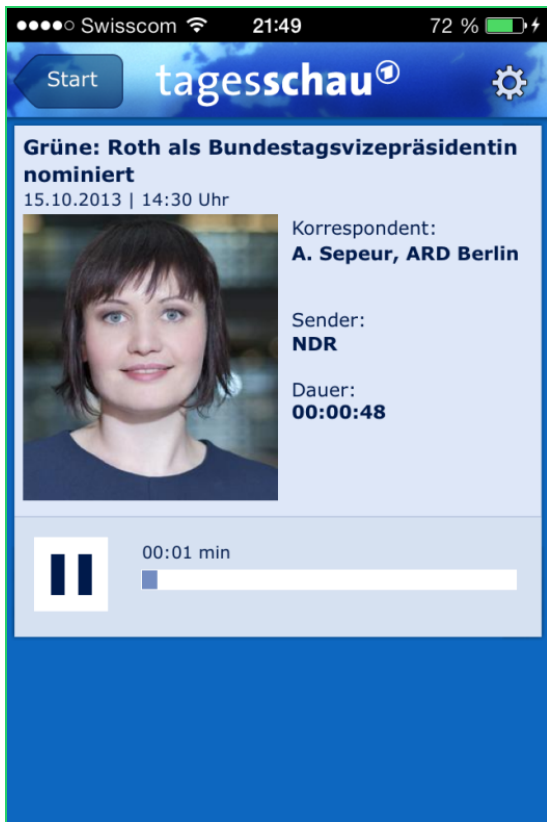 Swisscom 21:49 72 %
Start tagesschau
Grüne: Roth als Bundestagsvizepräsidentin
nominiert
15.10.2013 | 14:30 Uhr
Korrespondent:
A. Sepeur, ARD Berlin
Sender:
NDR
Dauer:
00:00:48
00:01 min